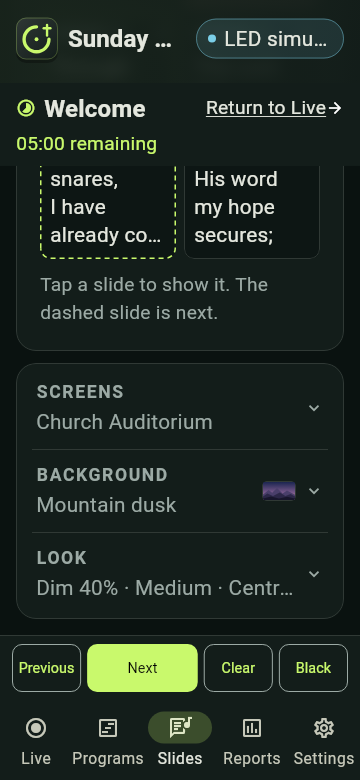 Sunday ...
LED simu...
Welcome
Return to Live
05:00 remaining
snares,
I have
already co...
His word
my hope
secures;
Tap a slide to show it. The
dashed slide is next.
SCREENS
Church Auditorium
BACKGROUND
Mountain dusk
LOOK
Dim 40% · Medium · Centr...
Previous
Next
Clear
Black
Live
Programs
Slides
Reports
Settings